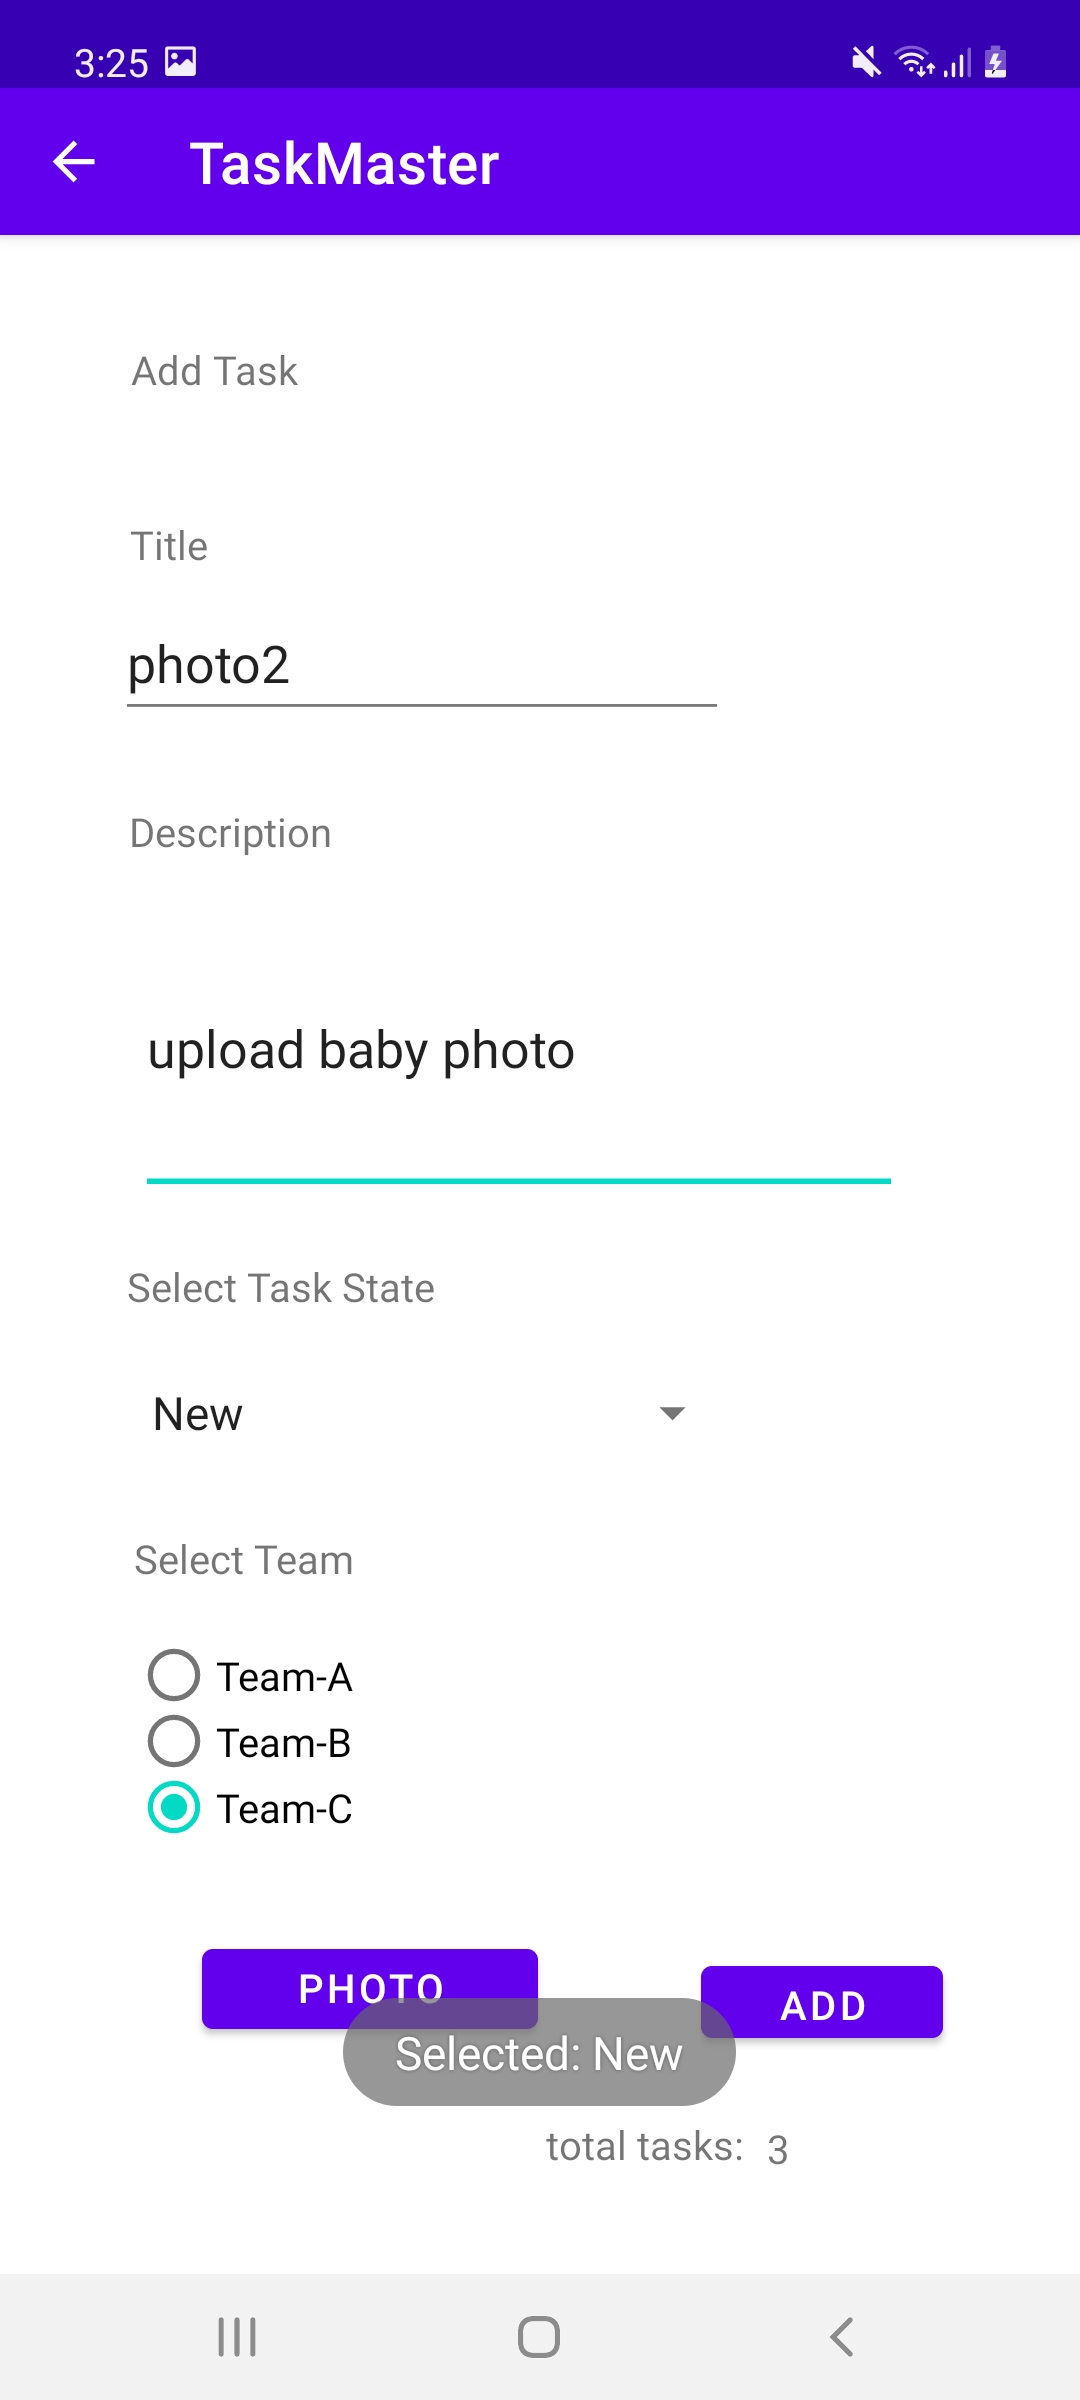 3:25
TaskMaster
Add Task
Title
photo2
Description
upload baby photo
Select Task State
New
Select Team
Team-A
Team-B
Team-C
PHOTO
ADD
Selected: New
total tasks: 3